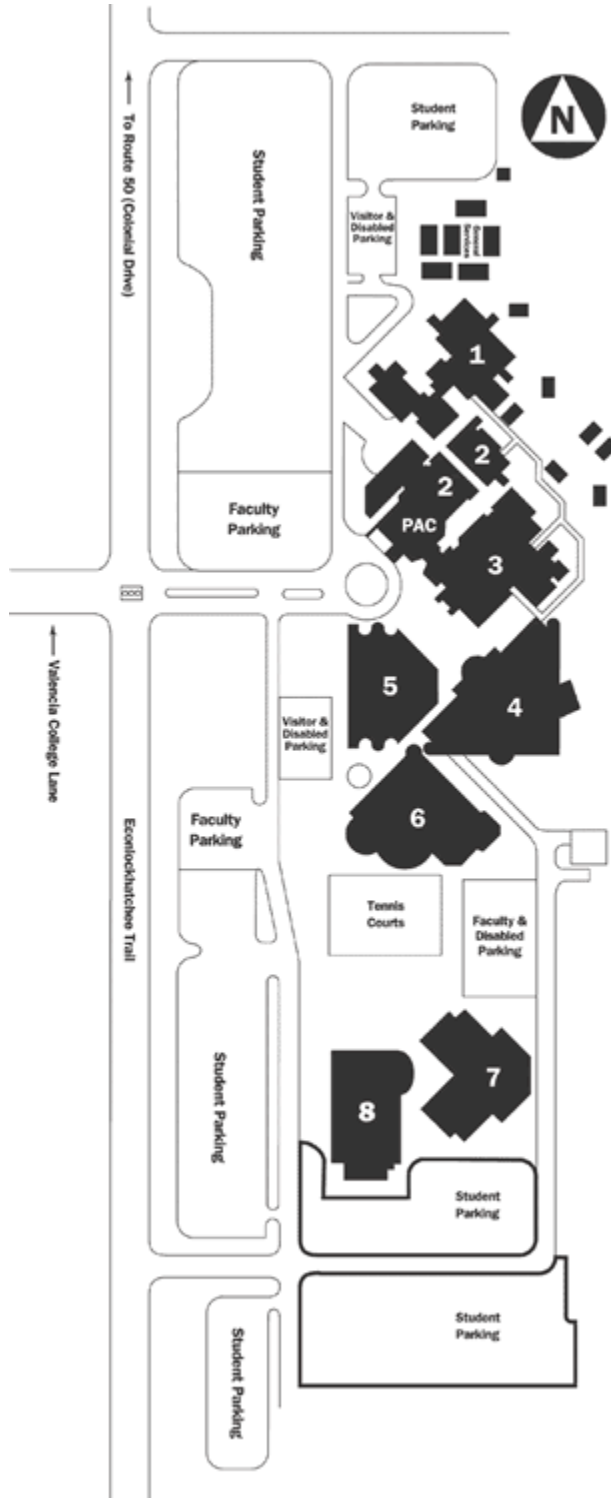 N
To Route 50 (Colonial Drive)
Student Parking
Student
Parking
Visitor &
Disabled
Parking
General
Services
1
2
2
PAC
3
Faculty
Parking
Valencia College Lane
5
4
Visitor &
Disabled
Parking
6
Faculty
Parking
Econlockhatchee Trail
Tennis
Courts
Faculty &
Disabled
Parking
Student Parking
7
8
Student
Parking
Student
Parking
Student Parking